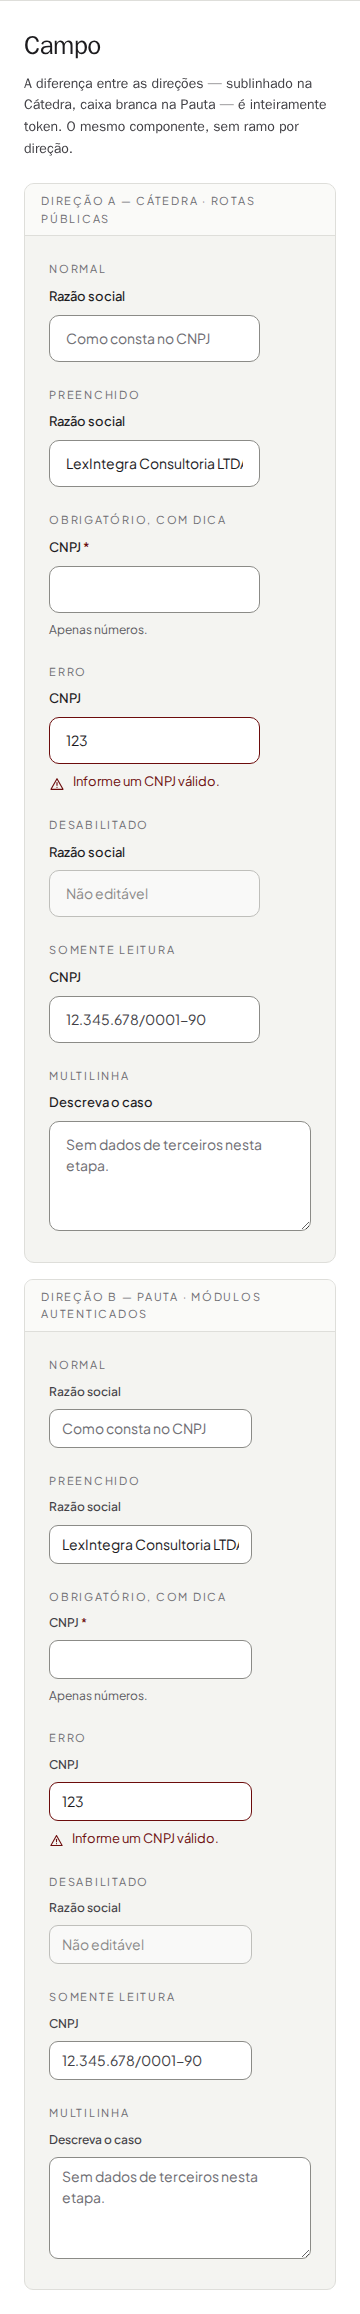 Campo
A diferença entre as direções — sublinhado na
Cátedra, caixa branca na Pauta — é inteiramente
token. O mesmo componente, sem ramo por
direção.
DIREÇÃO A — CÁTEDRA · ROTAS
PÚBLICAS
NORMAL
Razão social
Como consta no CNPJ
PREENCHIDO
Razão social
LexIntegra Consultoria LTDA
OBRIGATÓRIO, COM DICA
CNPJ *
Apenas números.
ERRO
CNPJ
123
Informe um CNPJ válido.
DESABILITADO
Razão social
Não editável
SOMENTE LEITURA
CNPJ
12.345.678/0001-90
MULTILINHA
Descreva o caso
Sem dados de terceiros nesta
etapa.
DIREÇÃO B — PAUTA · MÓDULOS
AUTENTICADOS
NORMAL
Razão social
Como consta no CNPJ
PREENCHIDO
Razão social
LexIntegra Consultoria LTDA
OBRIGATÓRIO, COM DICA
CNPJ *
Apenas números.
ERRO
CNPJ
123
Informe um CNPJ válido.
DESABILITADO
Razão social
Não editável
SOMENTE LEITURA
CNPJ
12.345.678/0001-90
MULTILINHA
Descreva o caso
Sem dados de terceiros nesta
etapa.